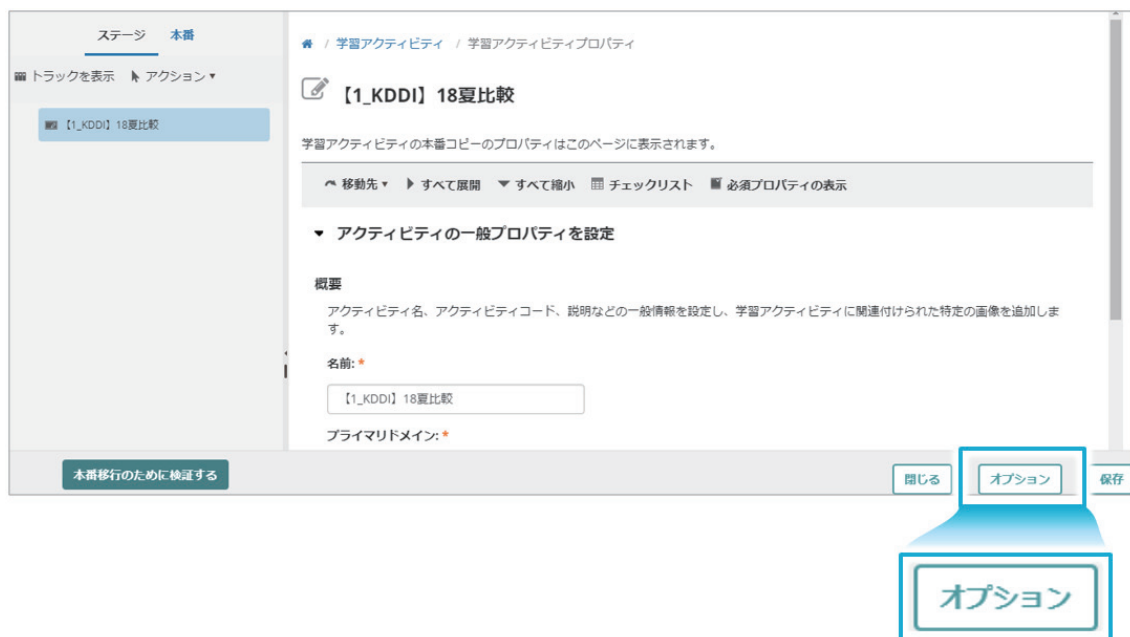 ステージ 本番
トラックを表示 アクション
【1_KDDI】18夏比較
/ 学習アクティビティ / 学習アクティビティプロパティ
【1_KDDI】18夏比較
学習アクティビティの本番コピーのプロパティはこのページに表示されます。
移動先 すべて展開 すべて縮小 チェックリスト 必須プロパティの表示
アクティビティの一般プロパティを設定
概要
アクティビティ名、アクティビティコード、説明などの一般情報を設定し、学習アクティビティに関連付けられた特定の画像を追加しま
す。
名前: *
【1_KDDI】18夏比較
プライマリドメイン: *
本番移行のために検証する
閉じる オプション 保存
オプション